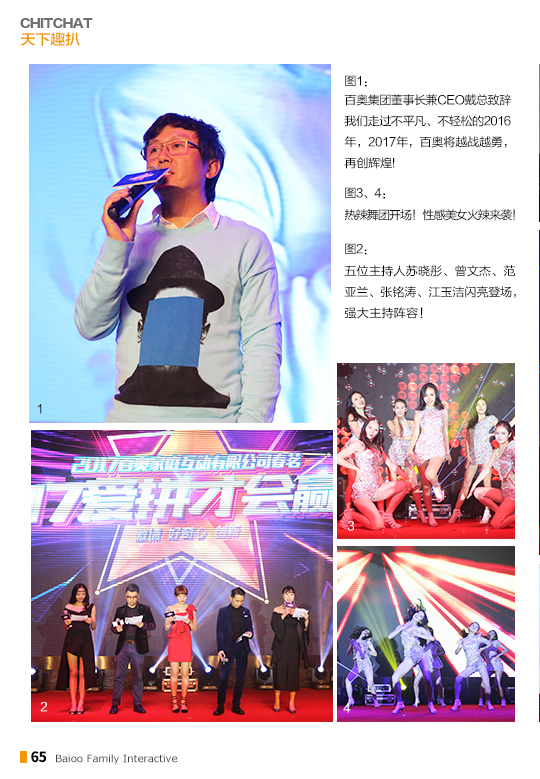 CHITCHAT
天下趣扒
图1：
百奥集团董事长兼CEO戴总致辞
我们走过不平凡、不轻松的2016
年，2017年，百奥将越战越勇，
再创辉煌！
图3、4：
热辣舞团开场！性感美女火辣来袭！
图2：
五位主持人苏晓彤、曾文杰、范
亚兰、张铭涛、江玉洁闪亮登场，
强大主持阵容！
1
2017百奥家庭互动有限公司春茗
17爱拼才会赢
激情 好奇心 创新
2
3
4
65 Baioo Family Interactive